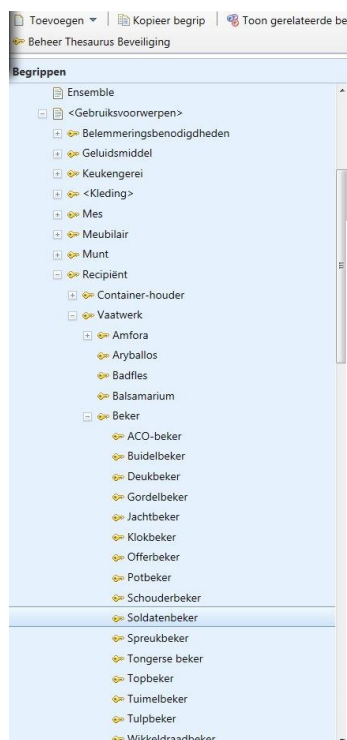 Toevoegen Kopieer begrip Toon gerelateerde be
Beheer Thesaurus Beveiliging
Begrippen
Ensemble
<Gebruiksvoorwerpen>
Belemmeringsbenodigdheden
Geluidsmiddel
Keukengerei
<Kleding>
Mes
Meubilair
Munt
Recipiënt
Container-houder
Vaatwerk
Amfora
Aryballos
Badfles
Balsamarium
Beker
ACO-beker
Buidelbeker
Deukbeker
Gordelbeker
Jachtbeker
Klokbeker
Offerbeker
Potbeker
Schouderbeker
Soldatenbeker
Spreukbeker
Tongerse beker
Topbeker
Tuimelbeker
Tulpbeker
Wikkeldraadbeker